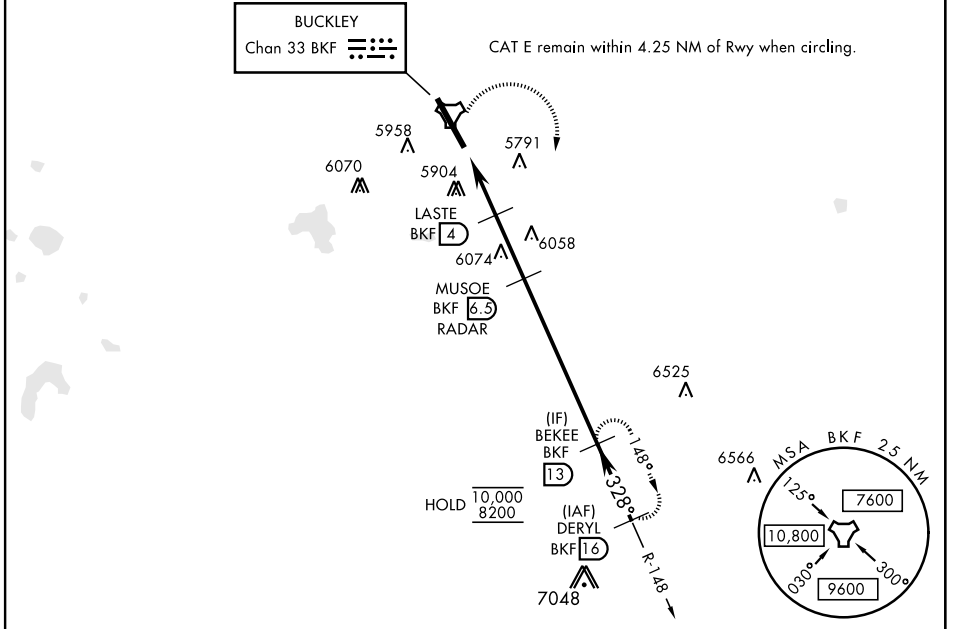 BUCKLEY
Chan 33 BKF
CAT E remain within 4.25 NM of Rwy when circling.
5958
5791
6070
5904
LASTE
BKF 4
6058
6074
MUSOE
BKF 6.5
RADAR
6525
(IF)
BEKEE
BKF
13
148°
6566
MSA BKF 25 NM
125°
7600
HOLD 10,000
8200
328°
(IAF)
DERYL
BKF 16
10,800
R-148
030°
300°
9600
7048